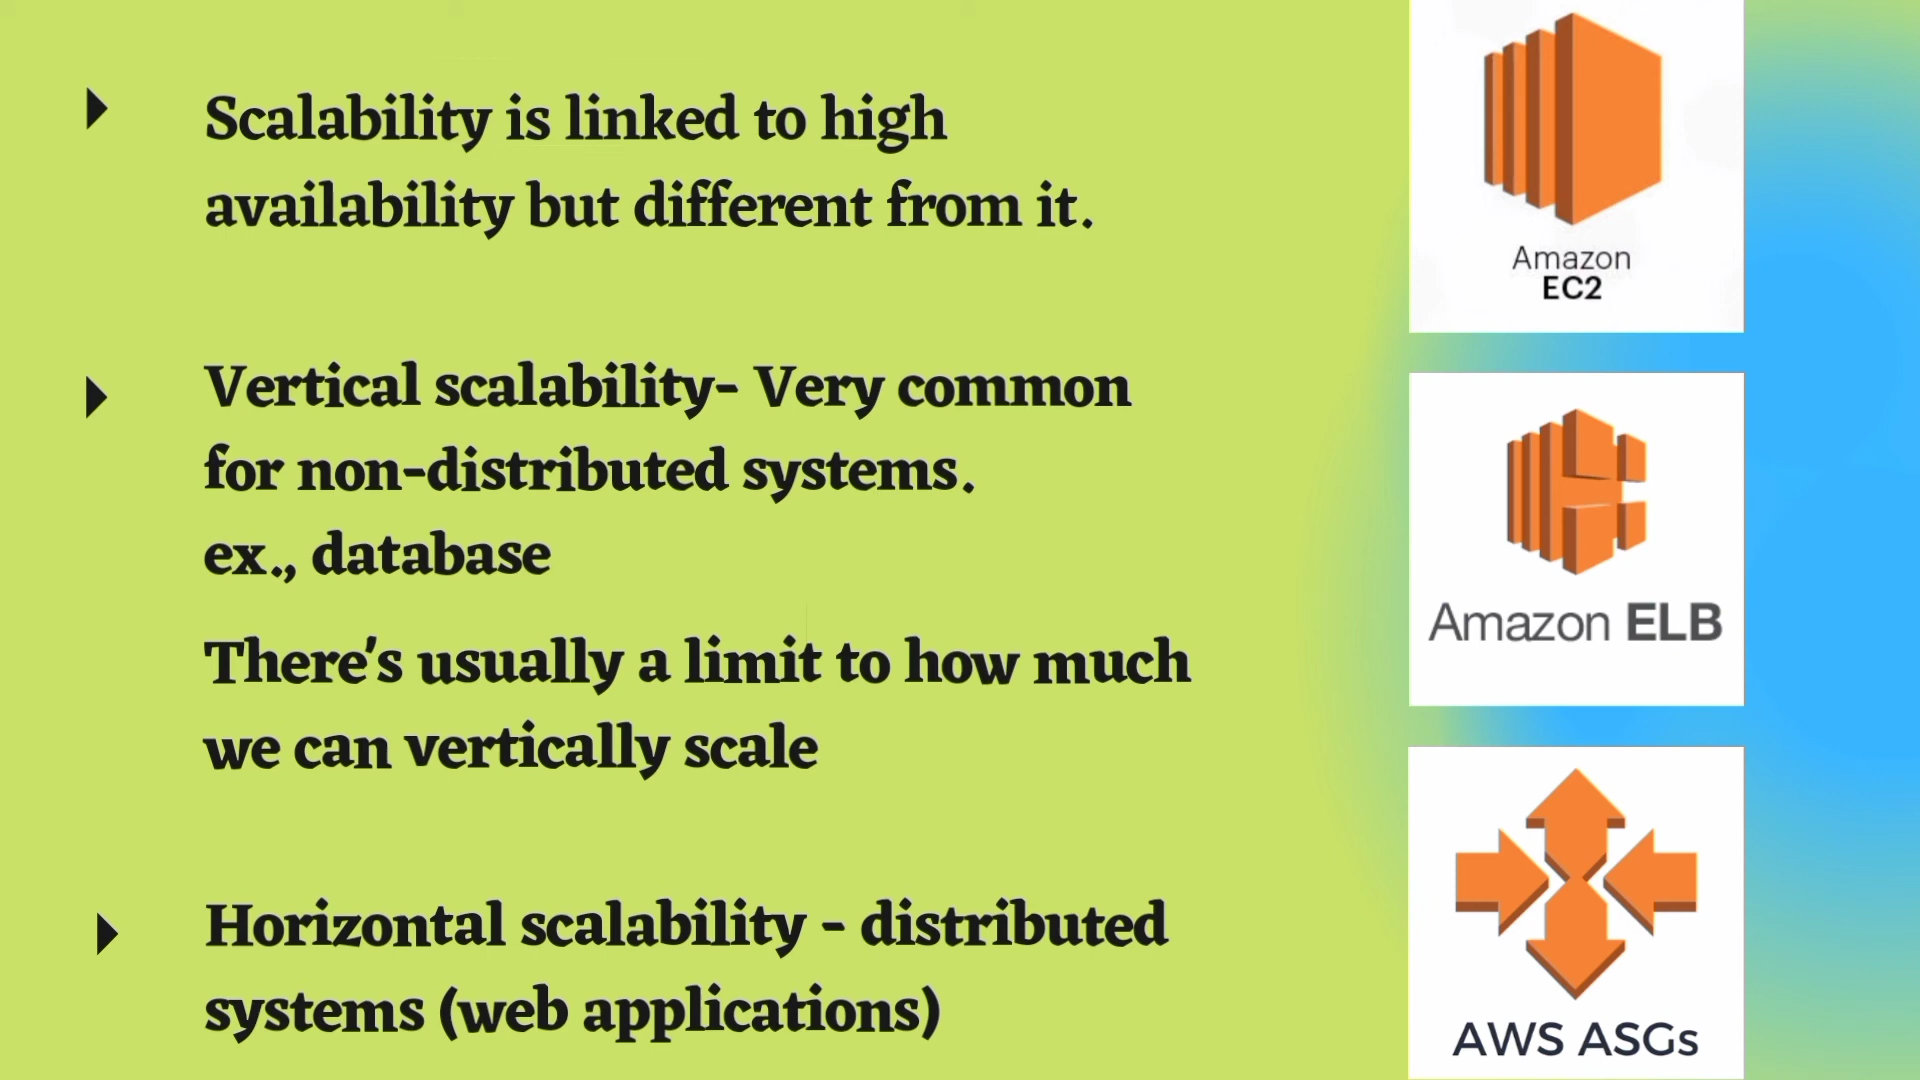 Scalability is linked to high
availability but different from it.
Vertical scalability- Very common
for non-distributed systems.
ex., database
There's usually a limit to how much
we can vertically scale
Horizontal scalability - distributed
systems (web applications)
Amazon
EC2
Amazon ELB
AWS ASGs